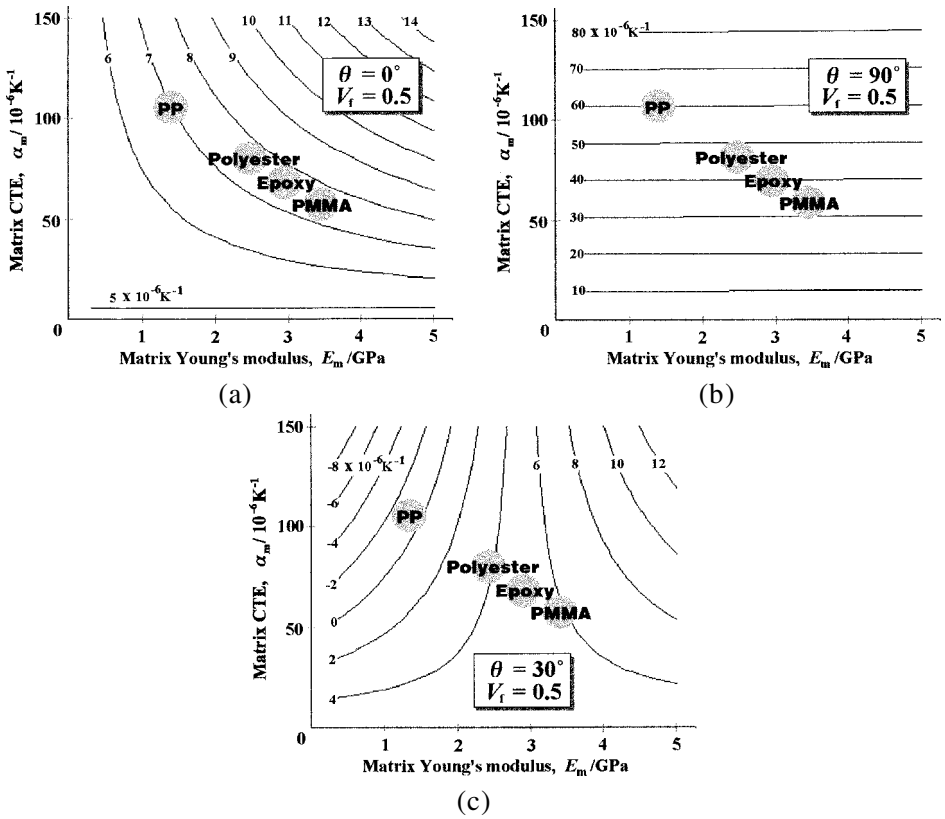 150
100
50
0
1
2
3
4
5
6
7
8
9
10
11
12
13
14
θ = 0°
V_f = 0.5
PP
Polyester
Epoxy
PMMA
5 x 10⁻⁶K⁻¹
Matrix CTE, α_m / 10⁻⁶K⁻¹
Matrix Young's modulus, E_m /GPa
(a)
150
100
50
0
1
2
3
4
5
80 x 10⁻⁶K⁻¹
70
60
50
40
30
20
10
θ = 90°
V_f = 0.5
PP
Polyester
Epoxy
PMMA
Matrix CTE, α_m / 10⁻⁶K⁻¹
Matrix Young's modulus, E_m /GPa
(b)
150
100
50
0
1
2
3
4
5
-8 x 10⁻⁶K⁻¹
-6
-4
-2
0
2
4
6
8
10
12
PP
Polyester
Epoxy
PMMA
θ = 30°
V_f = 0.5
Matrix CTE, α_m / 10⁻⁶K⁻¹
Matrix Young's modulus, E_m /GPa
(c)